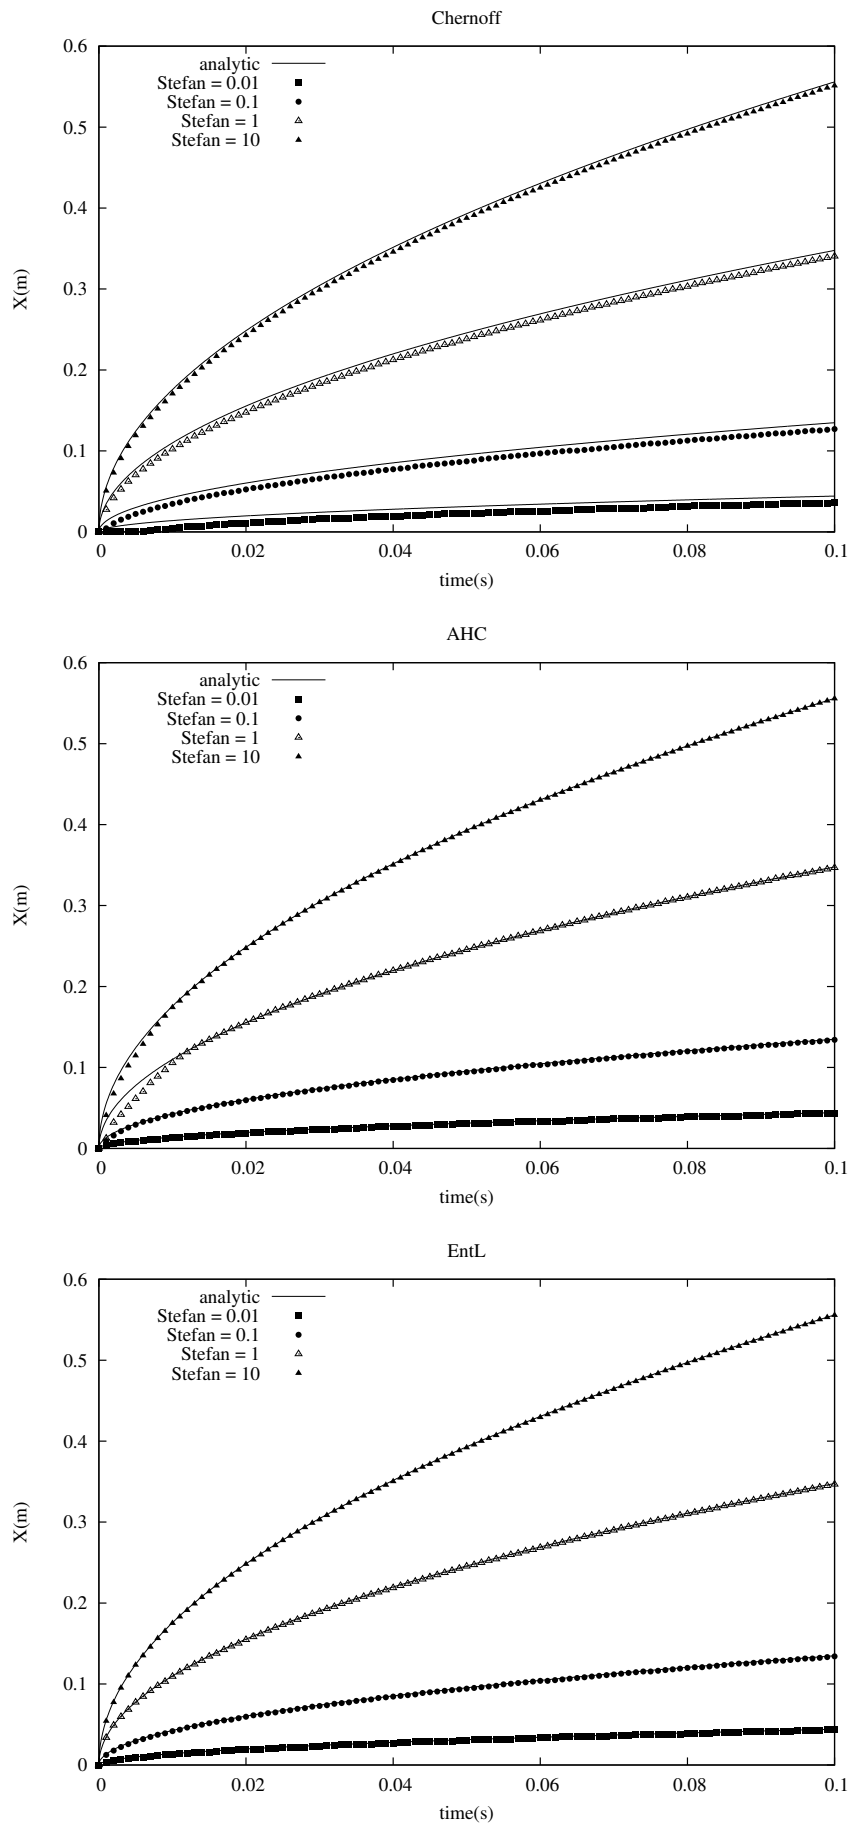 Chernoff
0.6
0.5
0.4
0.3
0.2
0.1
0
X(m)
analytic
Stefan = 0.01
Stefan = 0.1
Stefan = 1
Stefan = 10
0 0.02 0.04 0.06 0.08 0.1
time(s)
AHC
0.6
0.5
0.4
0.3
0.2
0.1
0
X(m)
analytic
Stefan = 0.01
Stefan = 0.1
Stefan = 1
Stefan = 10
0 0.02 0.04 0.06 0.08 0.1
time(s)
EntL
0.6
0.5
0.4
0.3
0.2
0.1
0
X(m)
analytic
Stefan = 0.01
Stefan = 0.1
Stefan = 1
Stefan = 10
0 0.02 0.04 0.06 0.08 0.1
time(s)